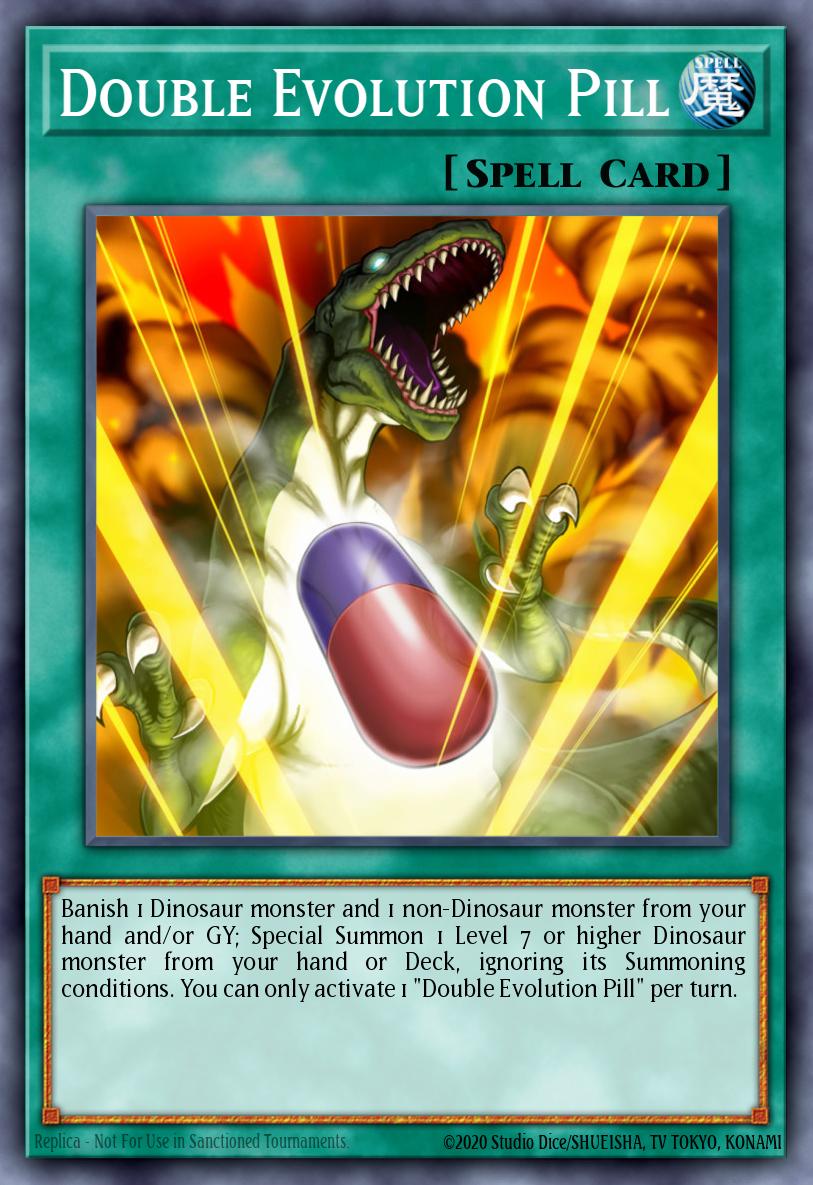 Double Evolution Pill
SPELL
魔
[Spell Card]
Banish 1 Dinosaur monster and 1 non-Dinosaur monster from your
hand and/or GY; Special Summon 1 Level 7 or higher Dinosaur
monster from your hand or Deck, ignoring its Summoning
conditions. You can only activate 1 "Double Evolution Pill" per turn.
Replica - Not For Use in Sanctioned Tournaments.
©2020 Studio Dice/SHUEISHA, TV TOKYO, KONAMI